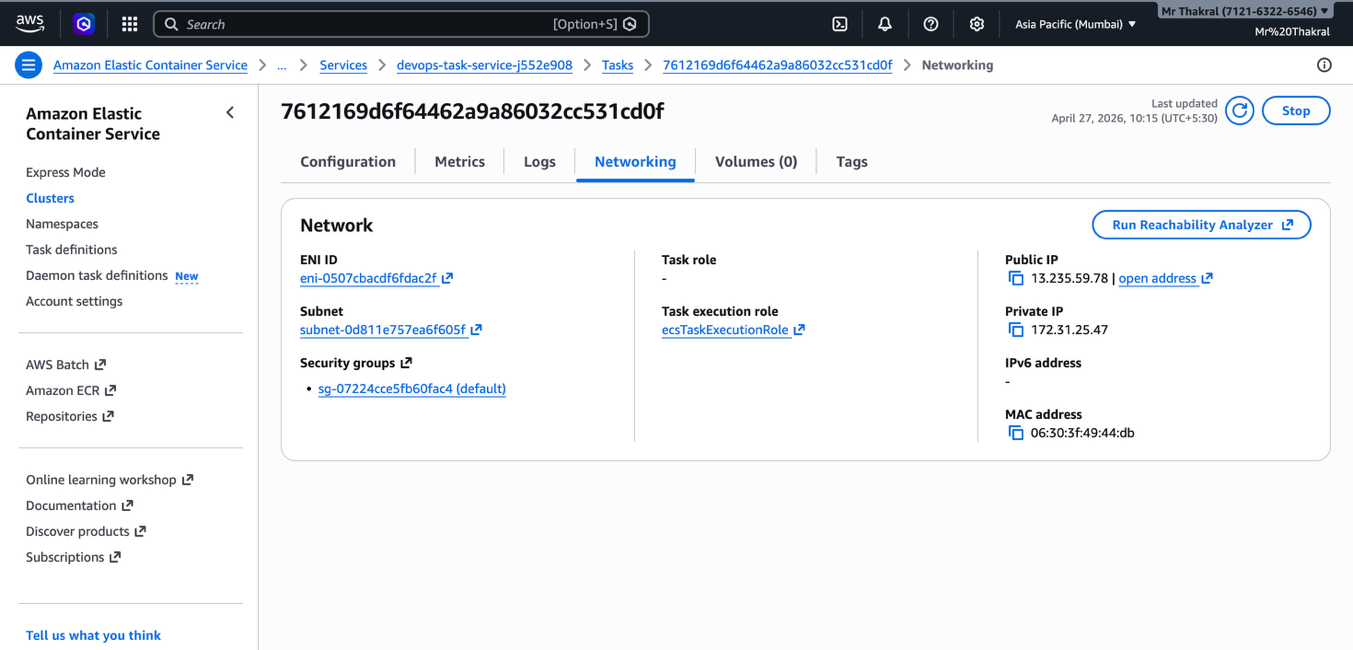 aws
Search [Option+S]
Asia Pacific (Mumbai) ▼
Mr Thakral (7121-6322-6546) ▼
Mr%20Thakral
Amazon Elastic Container Service > ... > Services > devops-task-service-j552e908 > Tasks > 7612169d6f64462a9a86032cc531cd0f > Networking
Amazon Elastic
Container Service
Express Mode
Clusters
Namespaces
Task definitions
Daemon task definitions New
Account settings
AWS Batch
Amazon ECR
Repositories
Online learning workshop
Documentation
Discover products
Subscriptions
Tell us what you think
7612169d6f64462a9a86032cc531cd0f
Last updated
April 27, 2026, 10:15 (UTC+5:30)
Stop
Configuration Metrics Logs Networking Volumes (0) Tags
Network
Run Reachability Analyzer
ENI ID
eni-0507cbacdf6fdac2f
Subnet
subnet-0d811e757ea6f605f
Security groups
• sg-07224cce5fb60fac4 (default)
Task role
-
Task execution role
ecsTaskExecutionRole
Public IP
13.235.59.78 | open address
Private IP
172.31.25.47
IPv6 address
-
MAC address
06:30:3f:49:44:db